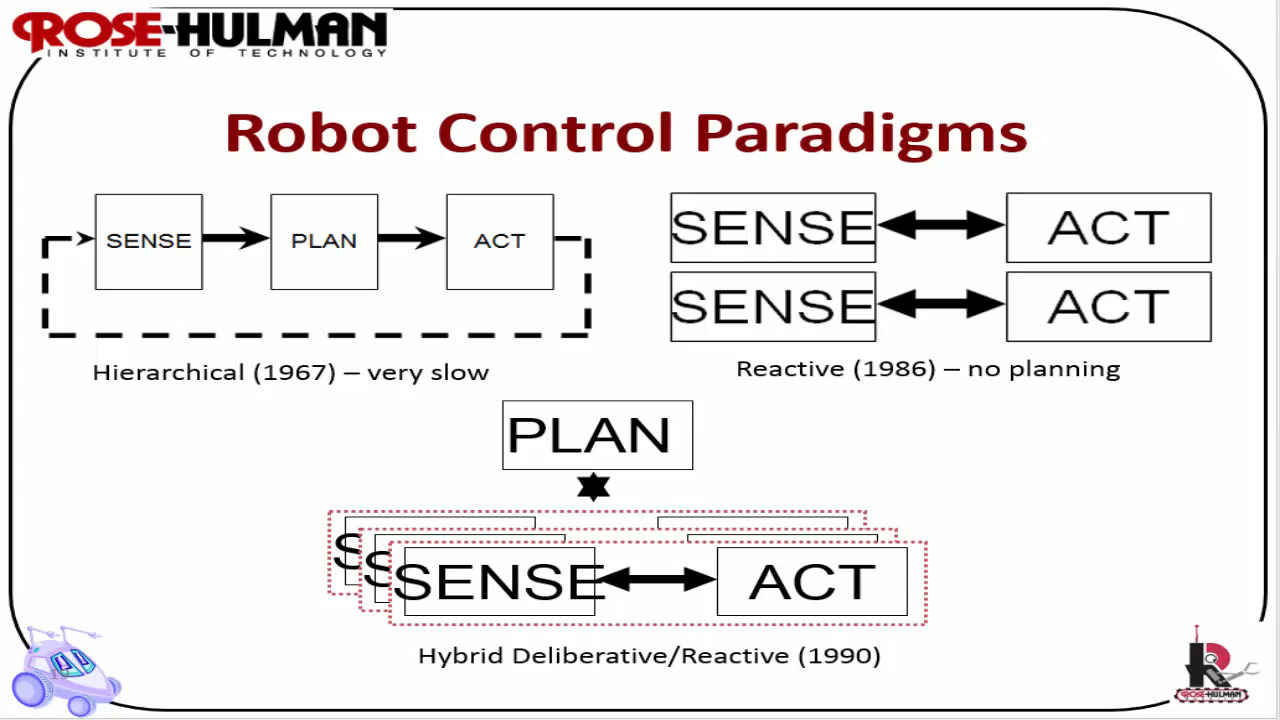 ROSE-HULMAN
INSTITUTE OF TECHNOLOGY
Robot Control Paradigms
SENSE PLAN ACT
Hierarchical (1967) – very slow
SENSE ACT
SENSE ACT
Reactive (1986) – no planning
PLAN
S
S
SENSE ACT
Hybrid Deliberative/Reactive (1990)
R
ROSE-HULMAN